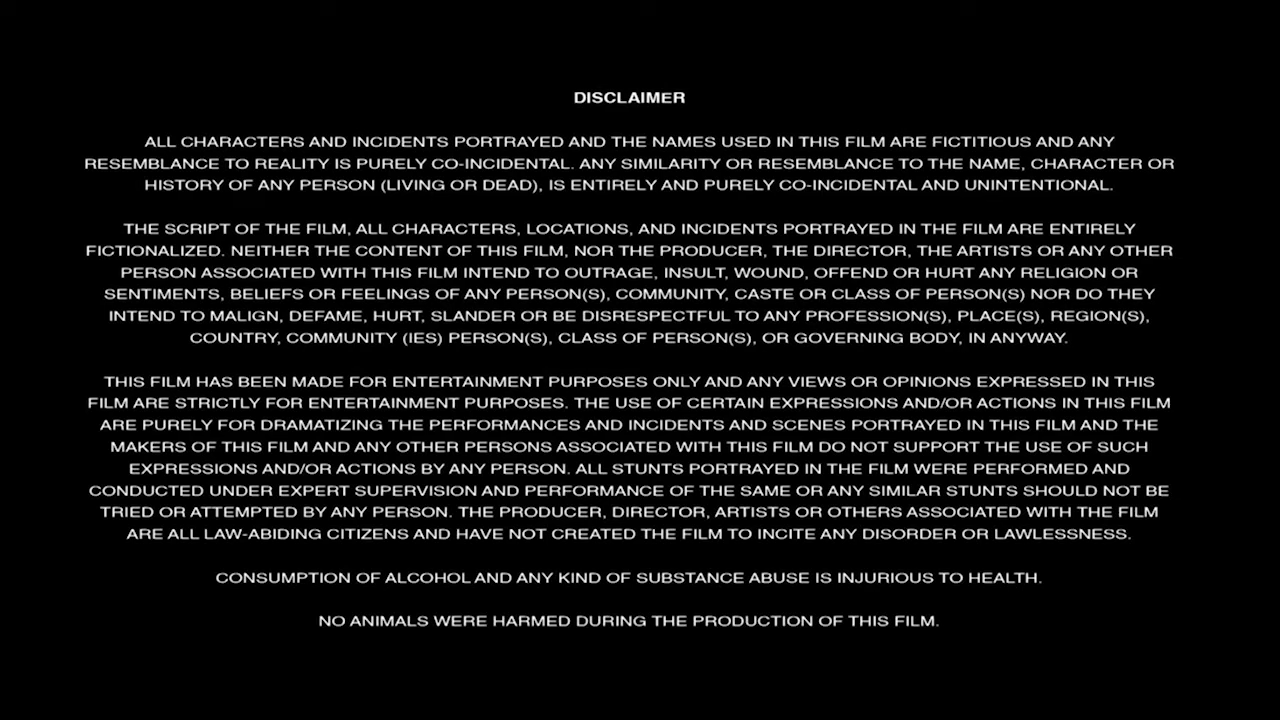 DISCLAIMER
ALL CHARACTERS AND INCIDENTS PORTRAYED AND THE NAMES USED IN THIS FILM ARE FICTITIOUS AND ANY
RESEMBLANCE TO REALITY IS PURELY CO-INCIDENTAL. ANY SIMILARITY OR RESEMBLANCE TO THE NAME, CHARACTER OR
HISTORY OF ANY PERSON (LIVING OR DEAD), IS ENTIRELY AND PURELY CO-INCIDENTAL AND UNINTENTIONAL.
THE SCRIPT OF THE FILM, ALL CHARACTERS, LOCATIONS, AND INCIDENTS PORTRAYED IN THE FILM ARE ENTIRELY
FICTIONALIZED. NEITHER THE CONTENT OF THIS FILM, NOR THE PRODUCER, THE DIRECTOR, THE ARTISTS OR ANY OTHER
PERSON ASSOCIATED WITH THIS FILM INTEND TO OUTRAGE, INSULT, WOUND, OFFEND OR HURT ANY RELIGION OR
SENTIMENTS, BELIEFS OR FEELINGS OF ANY PERSON(S), COMMUNITY, CASTE OR CLASS OF PERSON(S) NOR DO THEY
INTEND TO MALIGN, DEFAME, HURT, SLANDER OR BE DISRESPECTFUL TO ANY PROFESSION(S), PLACE(S), REGION(S),
COUNTRY, COMMUNITY (IES) PERSON(S), CLASS OF PERSON(S), OR GOVERNING BODY, IN ANYWAY.
THIS FILM HAS BEEN MADE FOR ENTERTAINMENT PURPOSES ONLY AND ANY VIEWS OR OPINIONS EXPRESSED IN THIS
FILM ARE STRICTLY FOR ENTERTAINMENT PURPOSES. THE USE OF CERTAIN EXPRESSIONS AND/OR ACTIONS IN THIS FILM
ARE PURELY FOR DRAMATIZING THE PERFORMANCES AND INCIDENTS AND SCENES PORTRAYED IN THIS FILM AND THE
MAKERS OF THIS FILM AND ANY OTHER PERSONS ASSOCIATED WITH THIS FILM DO NOT SUPPORT THE USE OF SUCH
EXPRESSIONS AND/OR ACTIONS BY ANY PERSON. ALL STUNTS PORTRAYED IN THE FILM WERE PERFORMED AND
CONDUCTED UNDER EXPERT SUPERVISION AND PERFORMANCE OF THE SAME OR ANY SIMILAR STUNTS SHOULD NOT BE
TRIED OR ATTEMPTED BY ANY PERSON. THE PRODUCER, DIRECTOR, ARTISTS OR OTHERS ASSOCIATED WITH THE FILM
ARE ALL LAW-ABIDING CITIZENS AND HAVE NOT CREATED THE FILM TO INCITE ANY DISORDER OR LAWLESSNESS.
CONSUMPTION OF ALCOHOL AND ANY KIND OF SUBSTANCE ABUSE IS INJURIOUS TO HEALTH.
NO ANIMALS WERE HARMED DURING THE PRODUCTION OF THIS FILM.